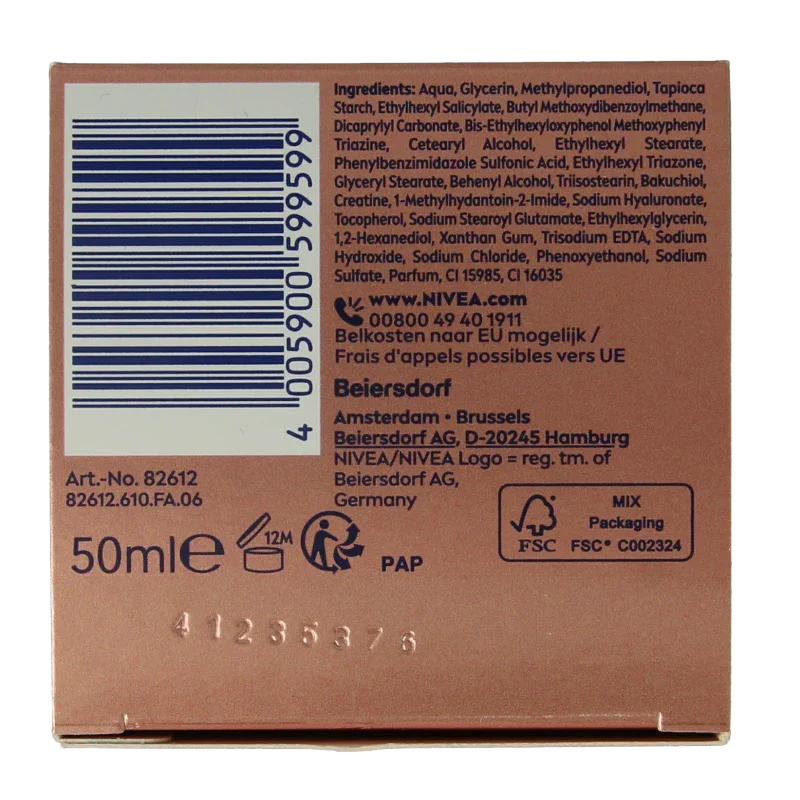 Ingredients: Aqua, Glycerin, Methylpropanediol, Tapioca
Starch, Ethylhexyl Salicylate, Butyl Methoxydibenzoylmethane,
Dicaprylyl Carbonate, Bis-Ethylhexyloxyphenol Methoxyphenyl
Triazine, Cetearyl Alcohol, Ethylhexyl Stearate,
Phenylbenzimidazole Sulfonic Acid, Ethylhexyl Triazone,
Glyceryl Stearate, Behenyl Alcohol, Triisostearin, Bakuchiol,
Creatine, 1-Methylhydantoin-2-Imide, Sodium Hyaluronate,
Tocopherol, Sodium Stearoyl Glutamate, Ethylhexylglycerin,
1,2-Hexanediol, Xanthan Gum, Trisodium EDTA, Sodium
Hydroxide, Sodium Chloride, Phenoxyethanol, Sodium
Sulfate, Parfum, CI 15985, CI 16035
www.NIVEA.com
00800 49 40 1911
Belkosten naar EU mogelijk /
Frais d'appels possibles vers UE
Beiersdorf
Amsterdam • Brussels
Beiersdorf AG, D-20245 Hamburg
NIVEA/NIVEA Logo = reg. tm. of
Beiersdorf AG,
Germany
4 005900 599599
Art.-No. 82612
82612.610.FA.06
50ml e
12M
PAP
FSC
MIX
Packaging
FSC® C002324
41235376